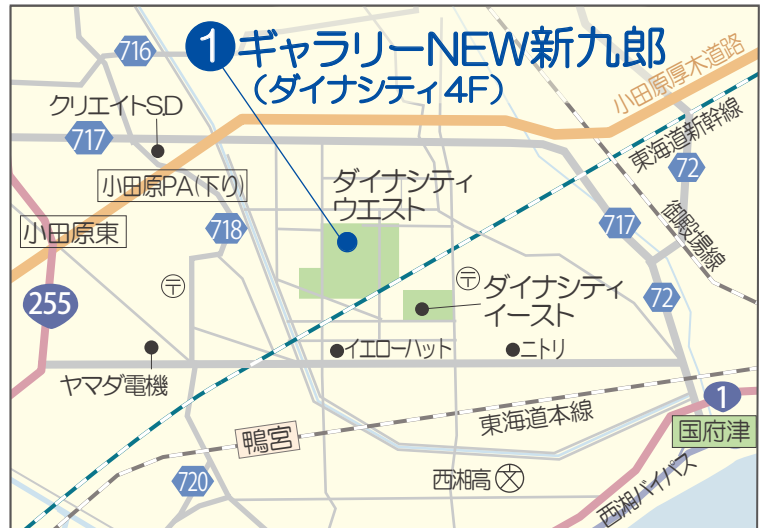 716
1 ギャラリーNEW新九郎
(ダイナシティ4F)
小田原厚木道路
クリエイトSD
717
東海道新幹線
72
小田原PA(下り)
ダイナシティ
ウエスト
御殿場線
小田原東
718
717
〒
〒
ダイナシティ
イースト
72
255
イエローハット
ニトリ
ヤマダ電機
1
東海道本線
国府津
鴨宮
720
西湘高 文
西湘バイパス